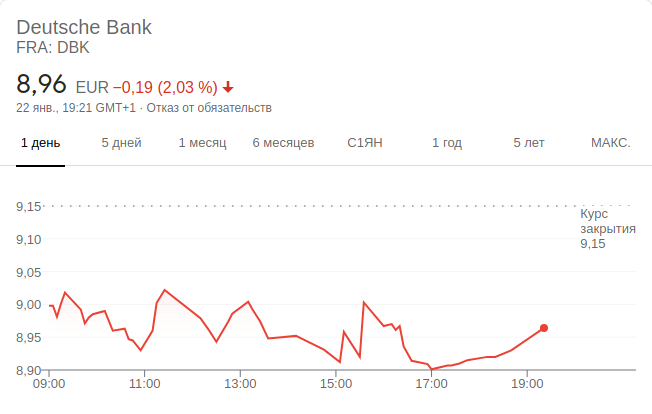 Deutsche Bank
FRA: DBK
8,96 EUR −0,19 (2,03 %)
22 янв., 19:21 GMT+1 · Отказ от обязательств
1 день 5 дней 1 месяц 6 месяцев С1ЯН 1 год 5 лет МАКС.
9,15
Курс
закрытия
9,15
9,10
9,05
9,00
8,95
8,90
09:00 11:00 13:00 15:00 17:00 19:00